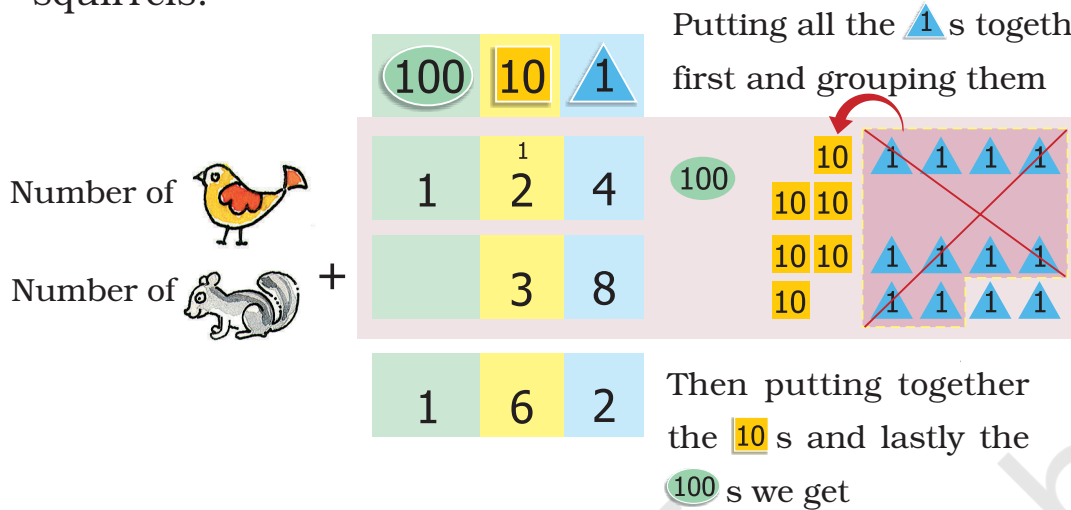 squirrels.
Putting all the 1 s togeth
first and grouping them
100 10 1
1
Number of 1 2 4
Number of + 3 8
1 6 2
100
10 1 1 1 1
10 10
10 10 1 1 1 1
10 1 1 1 1
Then putting together
the 10 s and lastly the
100 s we get